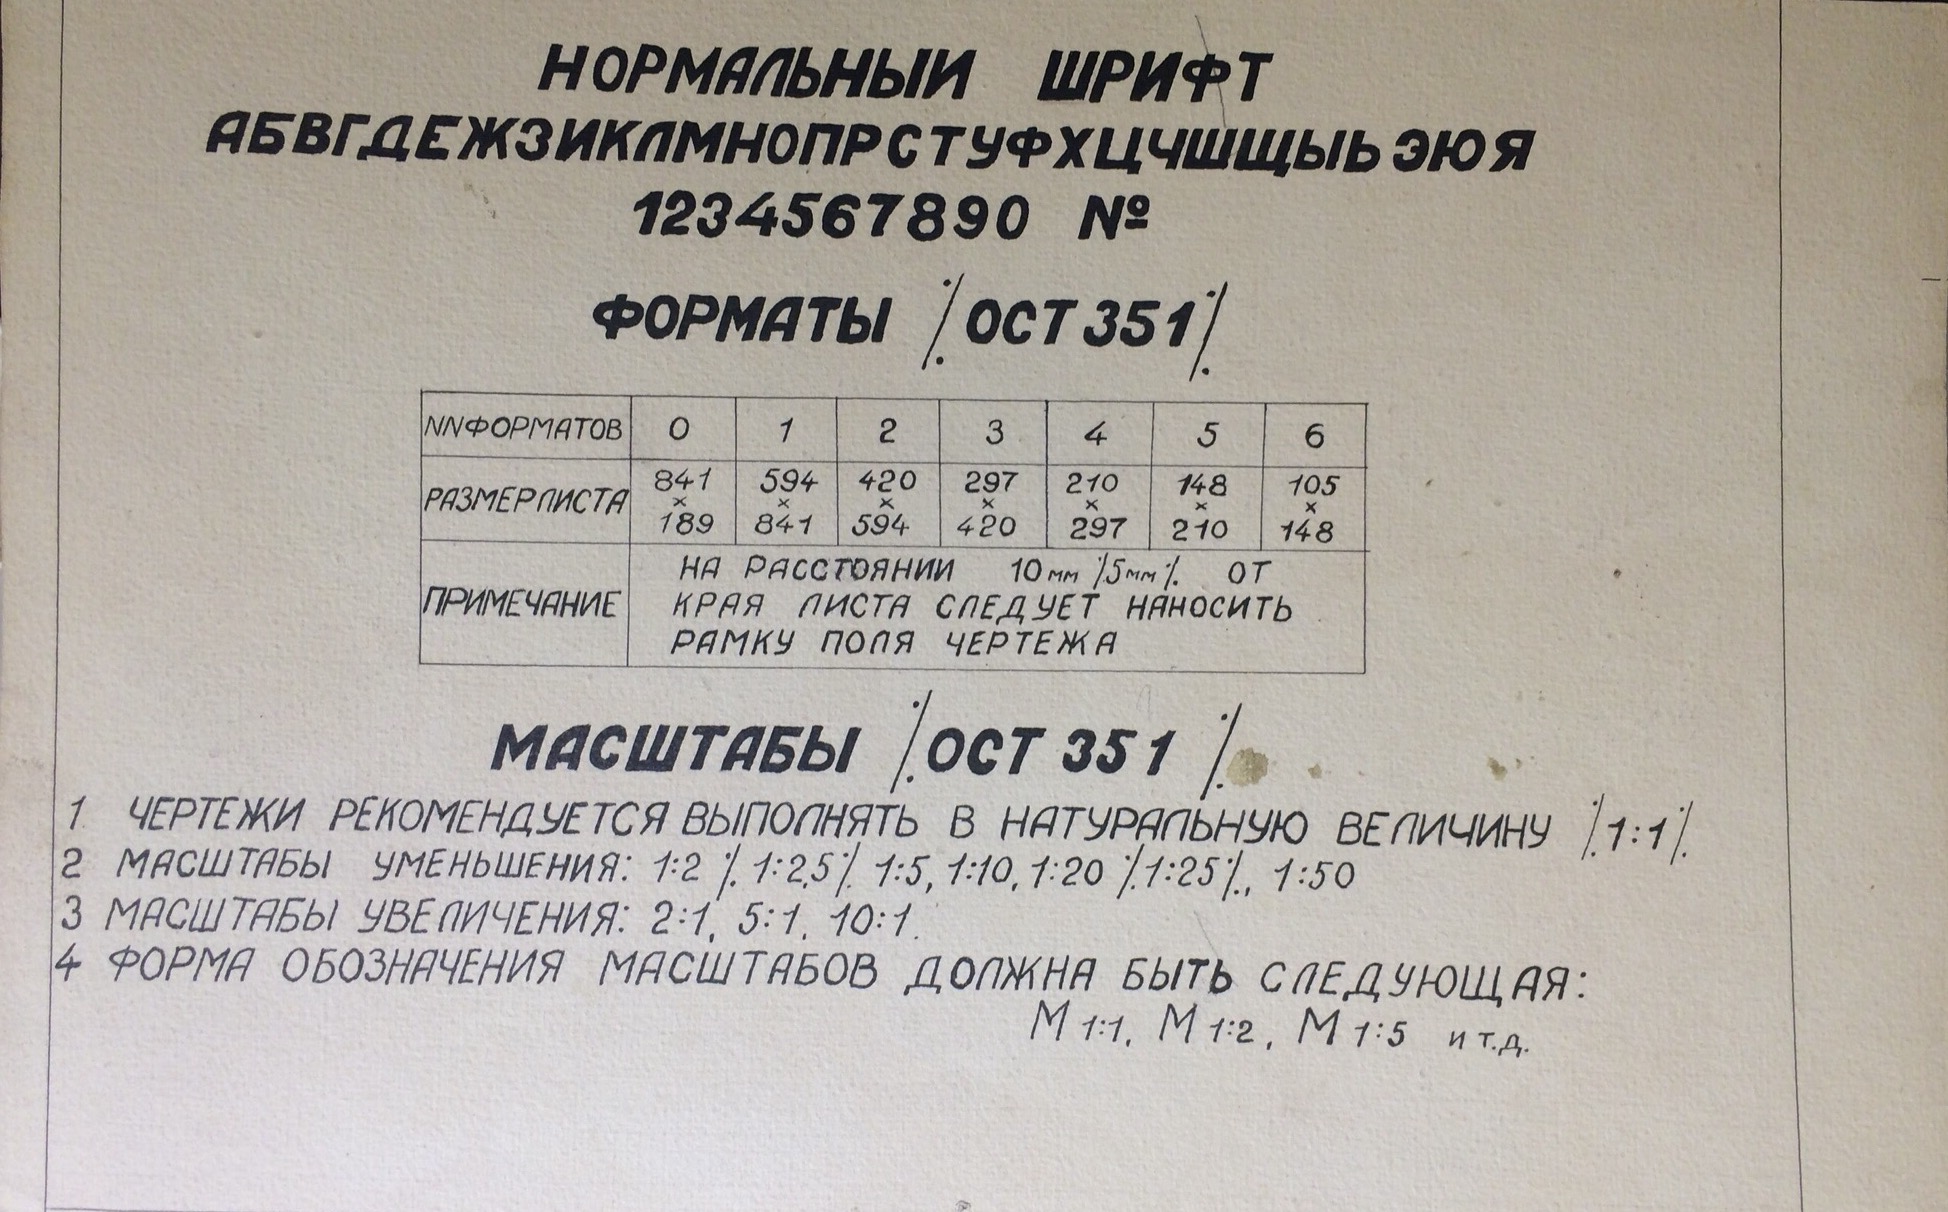 НОРМАЛЬНЫИ ШРИФТ
АБВГДЕЖЗИКЛМНОПРСТУФХЦЧШЩЫЬЭЮЯ
1234567890 №
ФОРМАТЫ ⁒ ОСТ 351 ⁒
NN ФОРМАТОВ 0 1 2 3 4 5 6
РАЗМЕР ЛИСТА 841×189 594×841 420×594 297×420 210×297 148×210 105×148
ПРИМЕЧАНИЕ
НА РАССТОЯНИИ 10мм ⁒ 5мм ⁒ ОТ
КРАЯ ЛИСТА СЛЕДУЕТ НАНОСИТЬ
РАМКУ ПОЛЯ ЧЕРТЕЖА
МАСШТАБЫ ⁒ ОСТ 351 ⁒
1 ЧЕРТЕЖИ РЕКОМЕНДУЕТСЯ ВЫПОЛНЯТЬ В НАТУРАЛЬНУЮ ВЕЛИЧИНУ ⁒ 1:1 ⁒
2 МАСШТАБЫ УМЕНЬШЕНИЯ: 1:2 ⁒ 1:2,5 ⁒ 1:5, 1:10, 1:20 ⁒ 1:25 ⁒, 1:50
3 МАСШТАБЫ УВЕЛИЧЕНИЯ: 2:1, 5:1, 10:1.
4 ФОРМА ОБОЗНАЧЕНИЯ МАСШТАБОВ ДОЛЖНА БЫТЬ СЛЕДУЮЩАЯ:
М 1:1, М 1:2, М 1:5 и т.д.